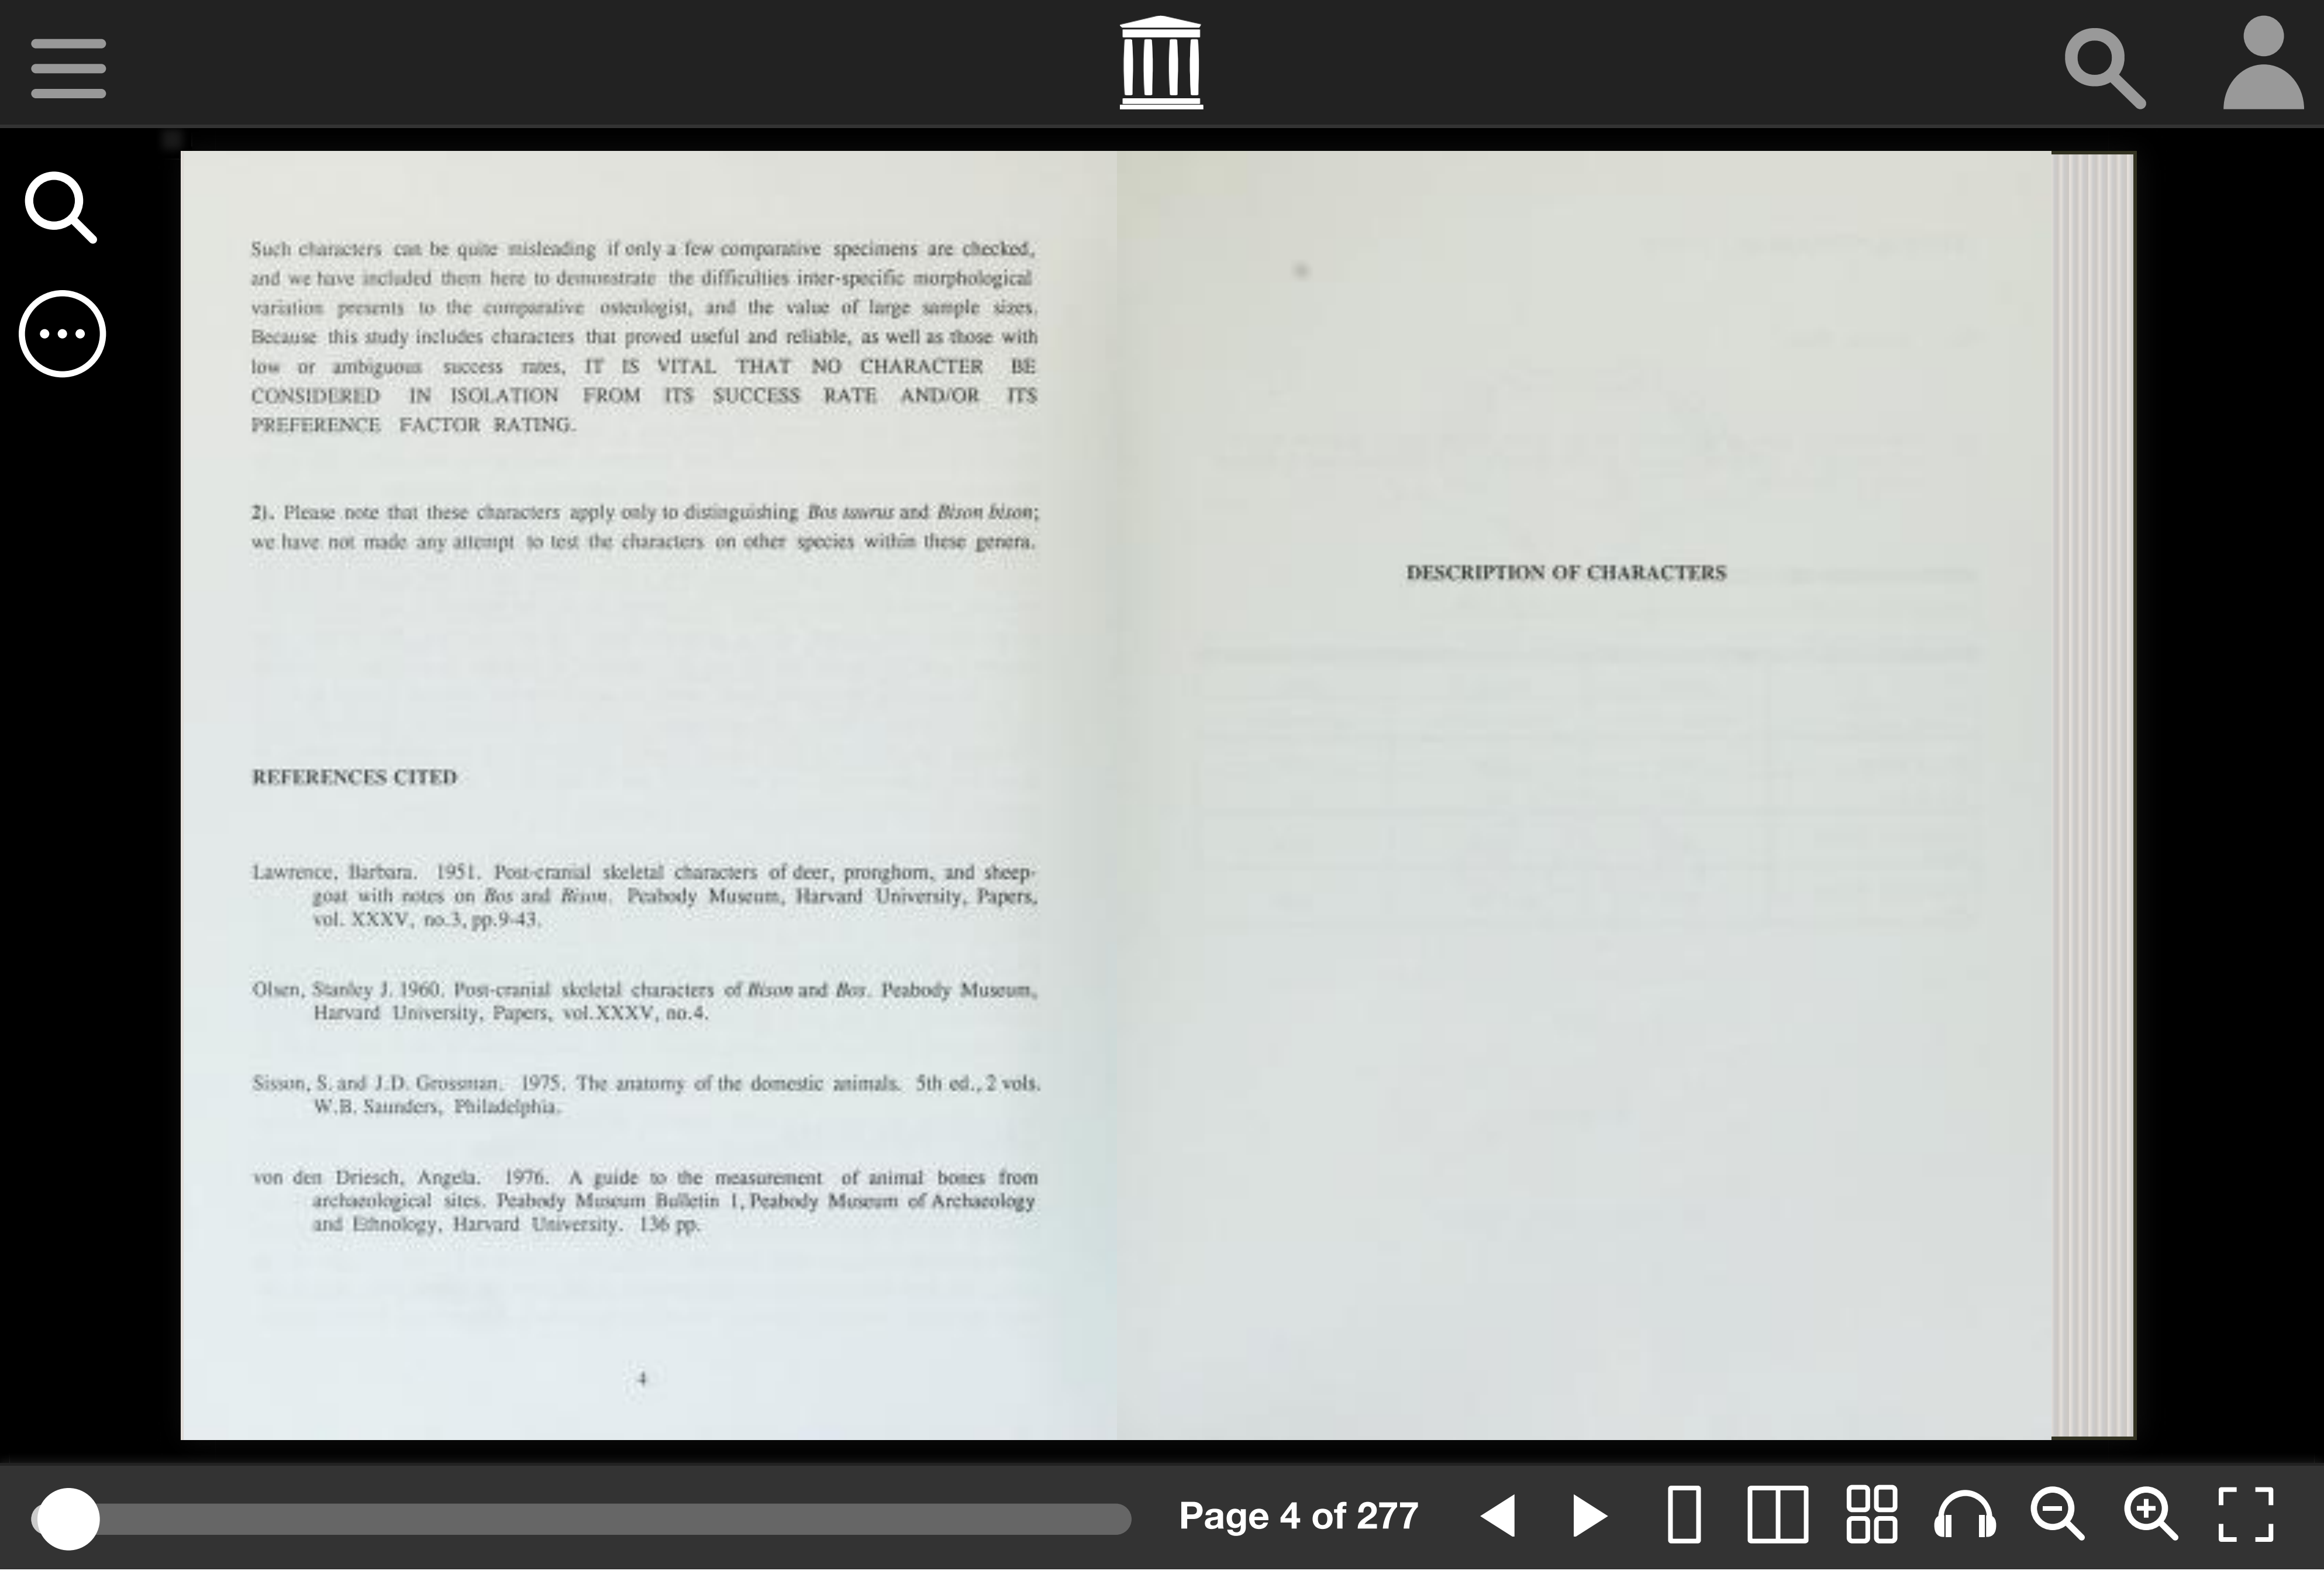 Such characters can be quite misleading if only a few comparative specimens are checked,
and we have included them here to demonstrate the difficulties inter-specific morphological
variation presents to the comparative osteologist, and the value of large sample sizes.
Because this study includes characters that proved useful and reliable, as well as those with
low or ambiguous success rates, IT IS VITAL THAT NO CHARACTER BE
CONSIDERED IN ISOLATION FROM ITS SUCCESS RATE AND/OR ITS
PREFERENCE FACTOR RATING.
2). Please note that these characters apply only to distinguishing Bos taurus and Bison bison;
we have not made any attempt to test the characters on other species within these genera.
REFERENCES CITED
Lawrence, Barbara. 1951. Post-cranial skeletal characters of deer, pronghorn, and sheep-
goat with notes on Bos and Bison. Peabody Museum, Harvard University, Papers,
vol. XXXV, no.3, pp.9-43.
Olsen, Stanley J. 1960. Post-cranial skeletal characters of Bison and Bos. Peabody Museum,
Harvard University, Papers, vol.XXXV, no.4.
Sisson, S. and J.D. Grossman. 1975. The anatomy of the domestic animals. 5th ed., 2 vols.
W.B. Saunders, Philadelphia.
von den Driesch, Angela. 1976. A guide to the measurement of animal bones from
archaeological sites. Peabody Museum Bulletin 1, Peabody Museum of Archaeology
and Ethnology, Harvard University. 136 pp.
4
DESCRIPTION OF CHARACTERS
Page 4 of 277